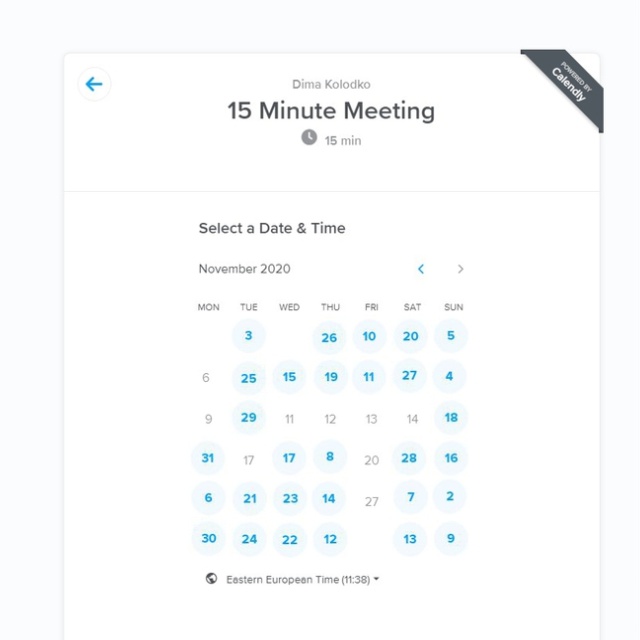 POWERED BY
Calendly
Dima Kolodko
15 Minute Meeting
15 min
Select a Date & Time
November 2020
MON TUE WED THU FRI SAT SUN
3 26 10 20 5
6 25 15 19 11 27 4
9 29 11 12 13 14 18
31 17 17 8 20 28 16
6 21 23 14 27 7 2
30 24 22 12 13 9
Eastern European Time (11:38)